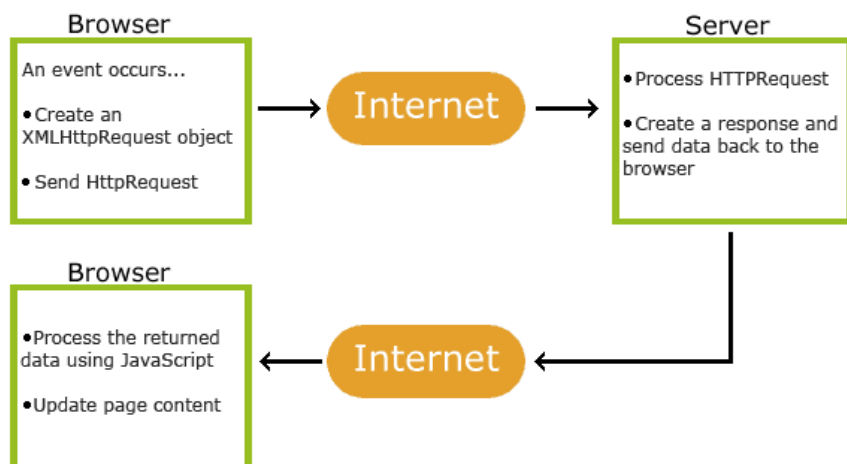 Browser
An event occurs...
•Create an
XMLHttpRequest object
• Send HttpRequest
Internet
Server
•Process HTTPRequest
•Create a response and
send data back to the
browser
Browser
•Process the returned
data using JavaScript
•Update page content
Internet